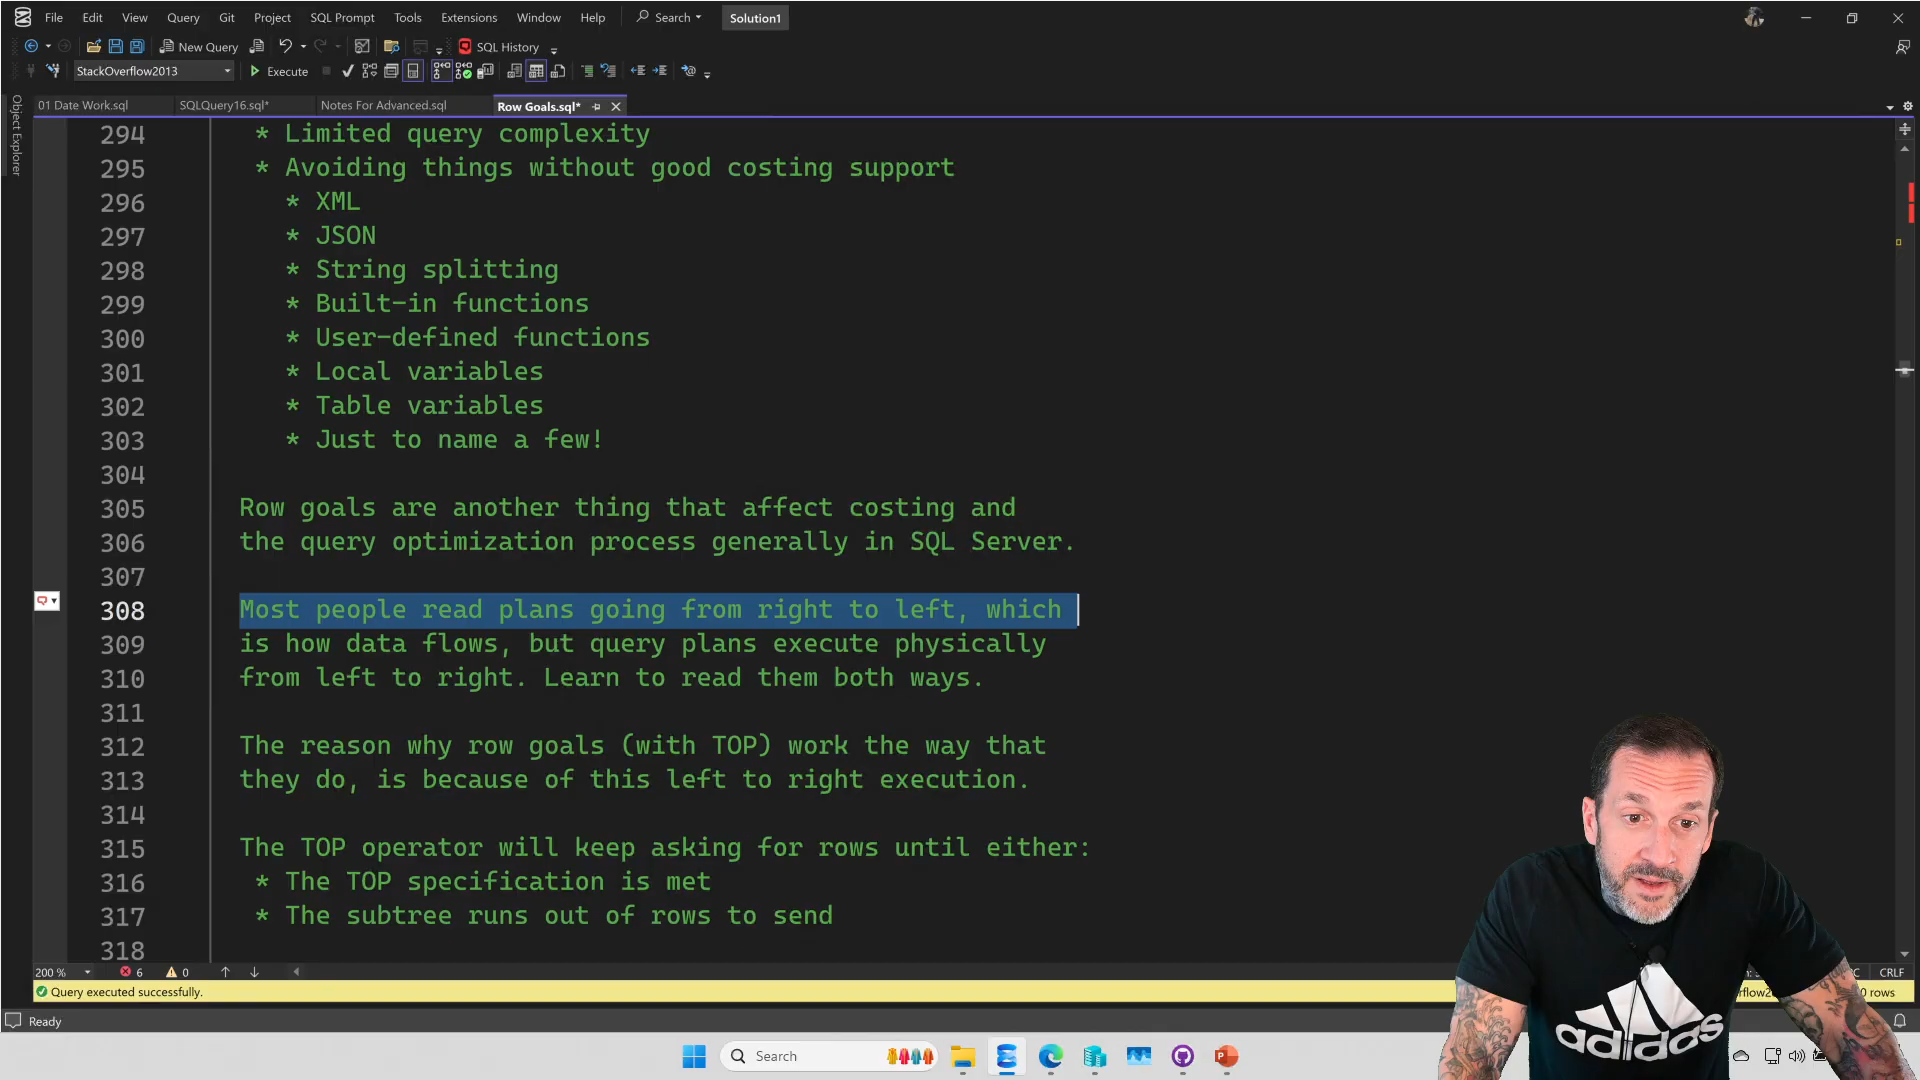 File Edit View Query Git Project SQL Prompt Tools Extensions Window Help Search Solution1
New Query SQL History
StackOverflow2013 Execute
01 Date Work.sql SQLQuery16.sql* Notes For Advanced.sql Row Goals.sql*
Object Explorer
294 * Limited query complexity
295 * Avoiding things without good costing support
296 * XML
297 * JSON
298 * String splitting
299 * Built-in functions
300 * User-defined functions
301 * Local variables
302 * Table variables
303 * Just to name a few!
304
305 Row goals are another thing that affect costing and
306 the query optimization process generally in SQL Server.
307
308 Most people read plans going from right to left, which
309 is how data flows, but query plans execute physically
310 from left to right. Learn to read them both ways.
311
312 The reason why row goals (with TOP) work the way that
313 they do, is because of this left to right execution.
314
315 The TOP operator will keep asking for rows until either:
316 * The TOP specification is met
317 * The subtree runs out of rows to send
318
200 % 6 0 CRLF
Query executed successfully. rows
Ready
Search
adidas